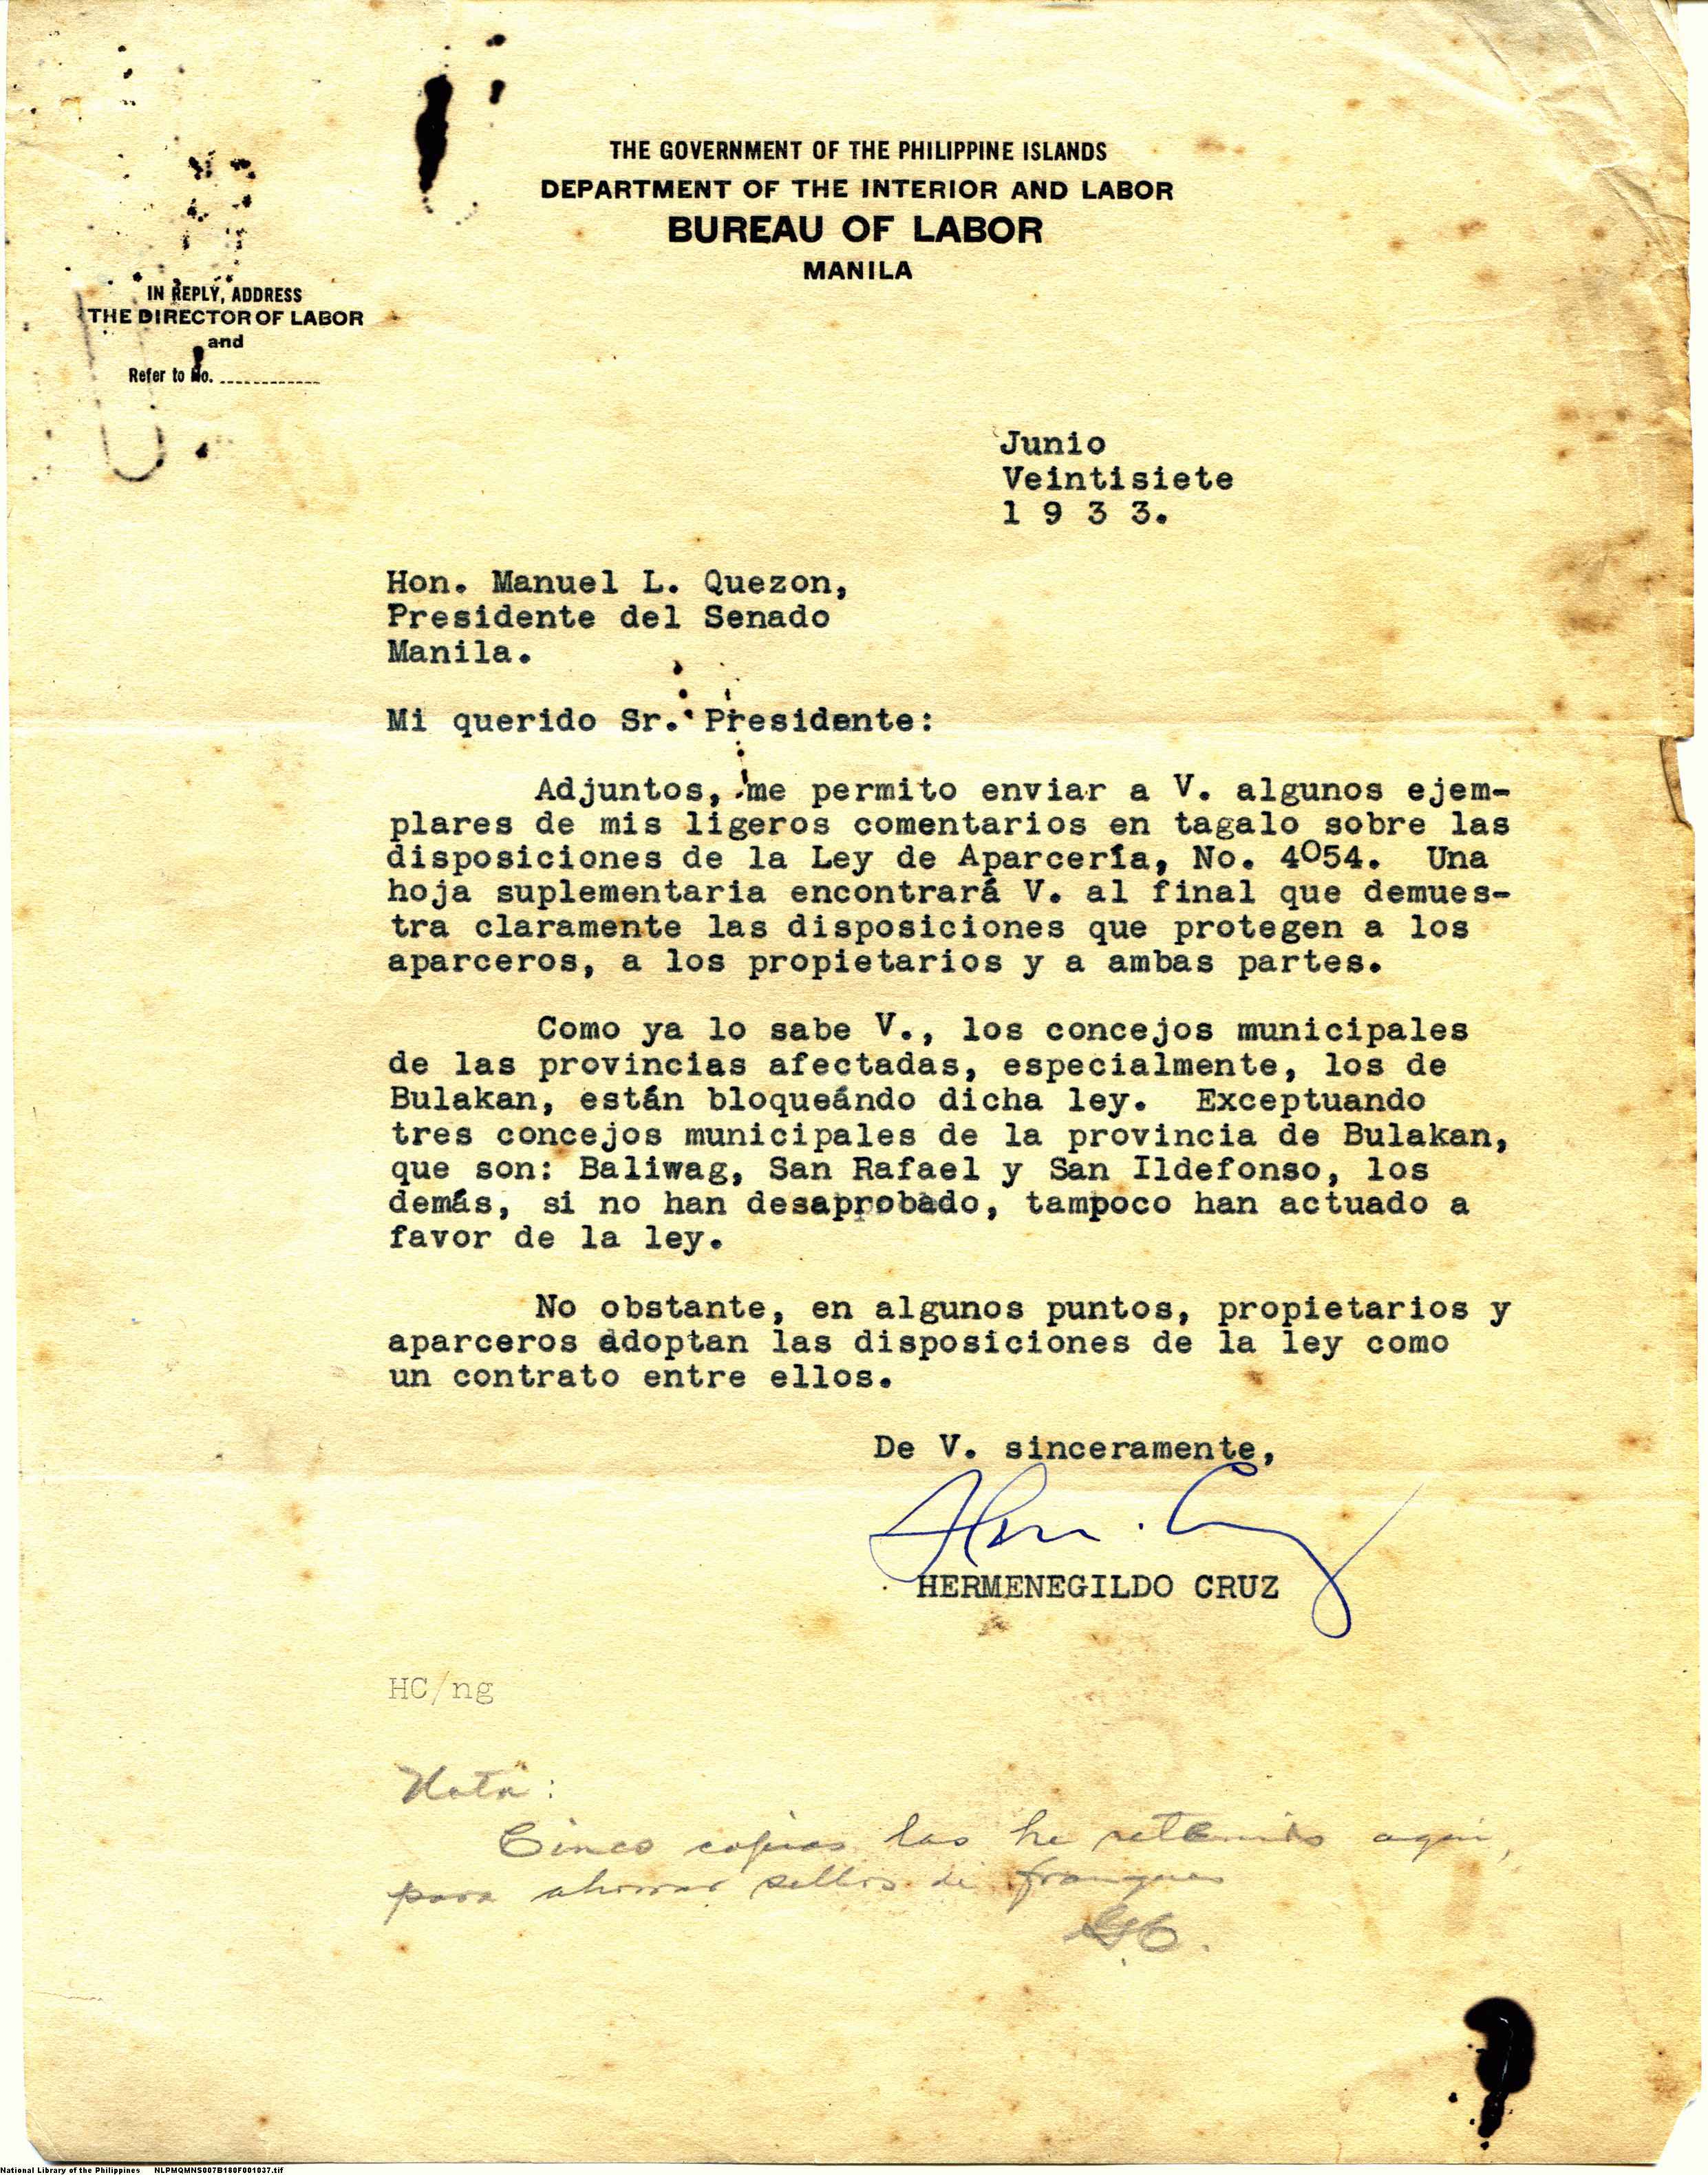 THE GOVERNMENT OF THE PHILIPPINE ISLANDS
DEPARTMENT OF THE INTERIOR AND LABOR
BUREAU OF LABOR
MANILA
IN REPLY, ADDRESS
THE DIRECTOR OF LABOR
and
Refer to No. ............
Junio
Veintisiete
1 9 3 3.
Hon. Manuel L. Quezon,
Presidente del Senado
Manila.
Mi querido Sr. Presidente:
Adjuntos, me permito enviar a V. algunos ejem-
plares de mis ligeros comentarios en tagalo sobre las
disposiciones de la Ley de Aparcería, No. 4054. Una
hoja suplementaria encontrará V. al final que demues-
tra claramente las disposiciones que protegen a los
aparceros, a los propietarios y a ambas partes.
Como ya lo sabe V., los concejos municipales
de las provincias afectadas, especialmente, los de
Bulakan, están bloqueándo dicha ley. Exceptuando
tres concejos municipales de la provincia de Bulakan,
que son: Baliwag, San Rafael y San Ildefonso, los
demás, si no han desaprobado, tampoco han actuado a
favor de la ley.
No obstante, en algunos puntos, propietarios y
aparceros adoptan las disposiciones de la ley como
un contrato entre ellos.
De V. sinceramente,
Herm. Cruz
HERMENEGILDO CRUZ
HC/ng
Nota:
Cinco copias las he retenido aquí,
para ahorrar sellos de franqueo
HC.
National Library of the Philippines NLPMQMNS007B180F001037.tif